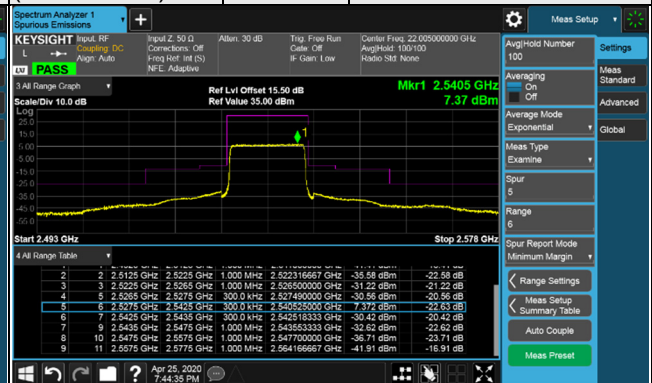 Spectrum Analyzer 1
Spurious Emissions
+
Meas Setup
KEYSIGHT
Input: RF
Coupling: DC
Align: Auto
Input Z: 50 Ω
Corrections: Off
Freq Ref: Int (S)
NFE: Adaptive
Atten: 30 dB
Trig: Free Run
Gate: Off
IF Gain: Low
Center Freq: 22.005000000 GHz
Avg|Hold: 100/100
Radio Std: None
L
LU PASS
3 All Range Graph
Scale/Div 10.0 dB
Ref Lvl Offset 15.50 dB
Ref Value 35.00 dBm
Mkr1 2.5405 GHz
7.37 dBm
Log
25.0
15.0
5.00
-5.00
-15.0
-25.0
-35.0
-45.0
-55.0
1
Start 2.493 GHz
Stop 2.578 GHz
4 All Range Table
2 2 2.5125 GHz 2.5225 GHz 1.000 MHz 2.522316667 GHz -35.58 dBm -22.58 dB
3 3 2.5225 GHz 2.5265 GHz 1.000 MHz 2.526500000 GHz -31.22 dBm -21.22 dB
4 5 2.5265 GHz 2.5275 GHz 300.0 kHz 2.527490000 GHz -30.56 dBm -20.56 dB
5 6 2.5275 GHz 2.5425 GHz 300.0 kHz 2.540525000 GHz 7.372 dBm -22.63 dB
6 7 2.5425 GHz 2.5435 GHz 300.0 kHz 2.542518333 GHz -30.42 dBm -20.42 dB
7 9 2.5435 GHz 2.5475 GHz 1.000 MHz 2.543553333 GHz -32.62 dBm -22.62 dB
8 10 2.5475 GHz 2.5575 GHz 1.000 MHz 2.547700000 GHz -36.71 dBm -23.71 dB
9 11 2.5575 GHz 2.5775 GHz 1.000 MHz 2.564166667 GHz -41.91 dBm -16.91 dB
Apr 25, 2020
7:44:35 PM
?
Avg|Hold Number
100
Averaging
On
Off
Average Mode
Exponential
Meas Type
Examine
Spur
5
Range
6
Spur Report Mode
Minimum Margin
Range Settings
Meas Setup
Summary Table
Auto Couple
Meas Preset
Settings
Meas
Standard
Advanced
Global